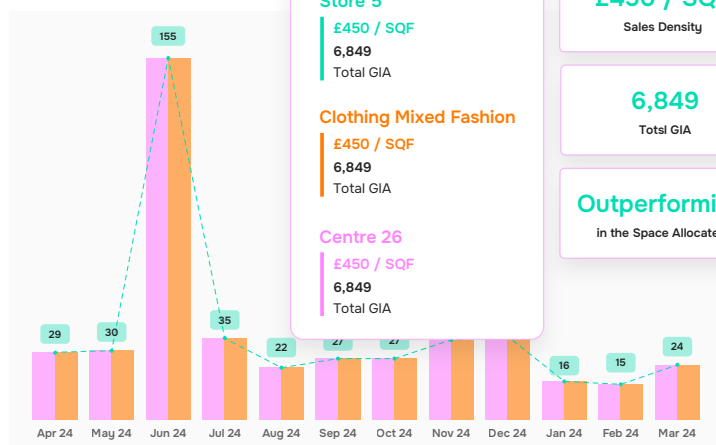 Store 5
£450 / SQF
6,849
Total GIA
Clothing Mixed Fashion
£450 / SQF
6,849
Total GIA
Centre 26
£450 / SQF
6,849
Total GIA
£450 / SQ
Sales Density
6,849
Totsl GIA
Outperformi
in the Space Allocate
155
29
30
35
22
27
27
16
15
24
Apr 24
May 24
Jun 24
Jul 24
Aug 24
Sep 24
Oct 24
Nov 24
Dec 24
Jan 24
Feb 24
Mar 24